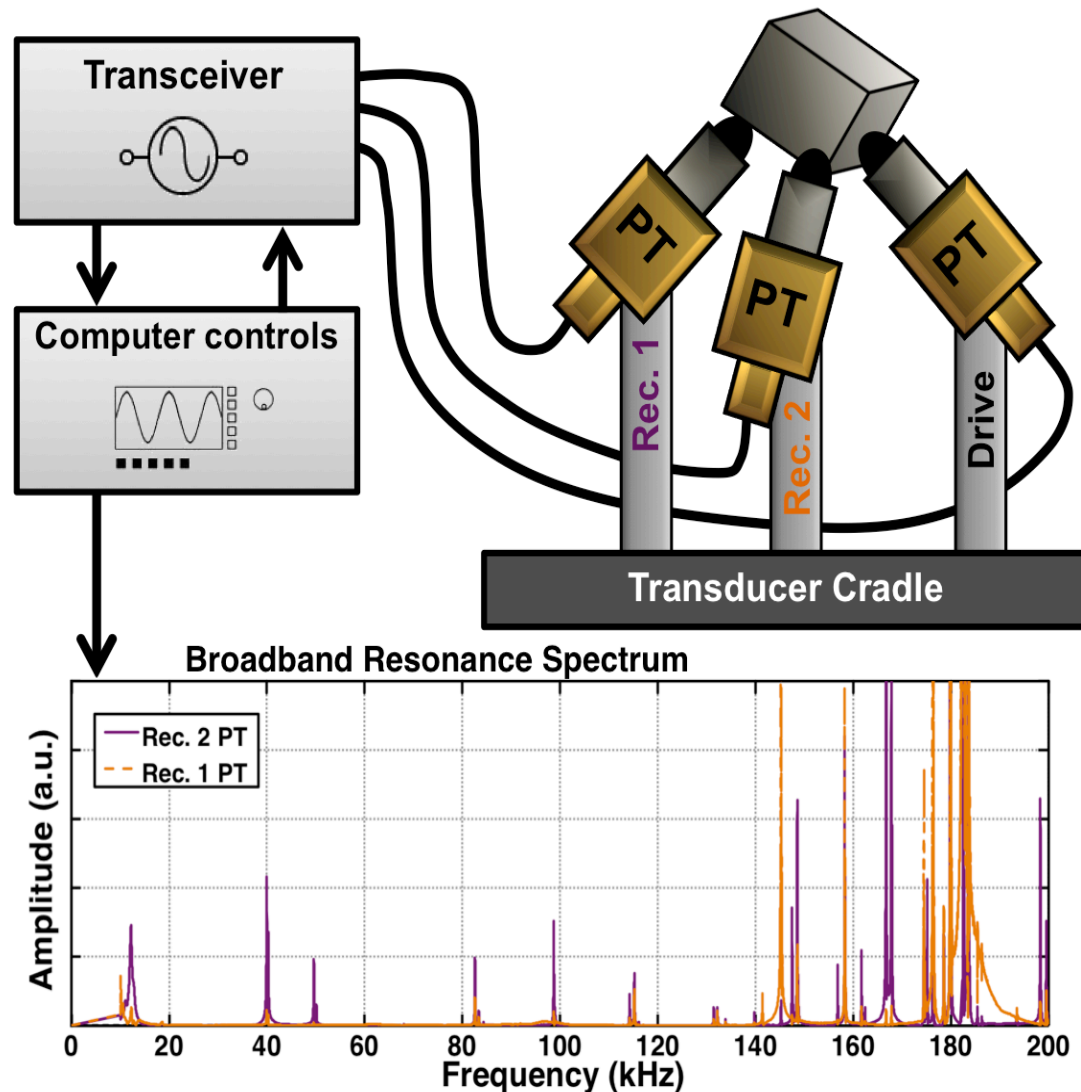 Transceiver
Computer controls
PT
PT
PT
Rec. 1
Rec. 2
Drive
Transducer Cradle
Broadband Resonance Spectrum
Rec. 2 PT
Rec. 1 PT
Amplitude (a.u.)
0 20 40 60 80 100 120 140 160 180 200
Frequency (kHz)